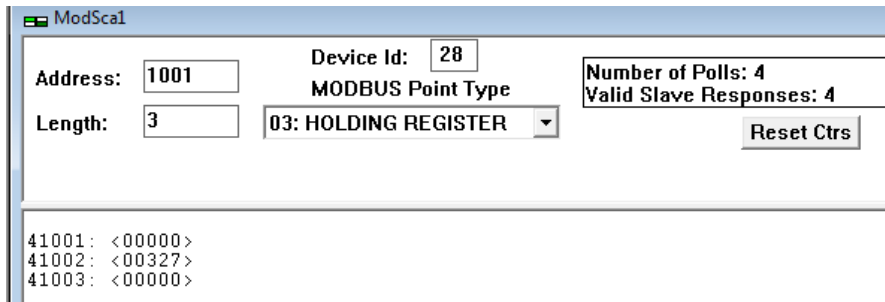 ModSca1
Device Id: 28
Address: 1001
MODBUS Point Type
Number of Polls: 4
Valid Slave Responses: 4
Length: 3
03: HOLDING REGISTER
Reset Ctrs
41001: <00000>
41002: <00327>
41003: <00000>